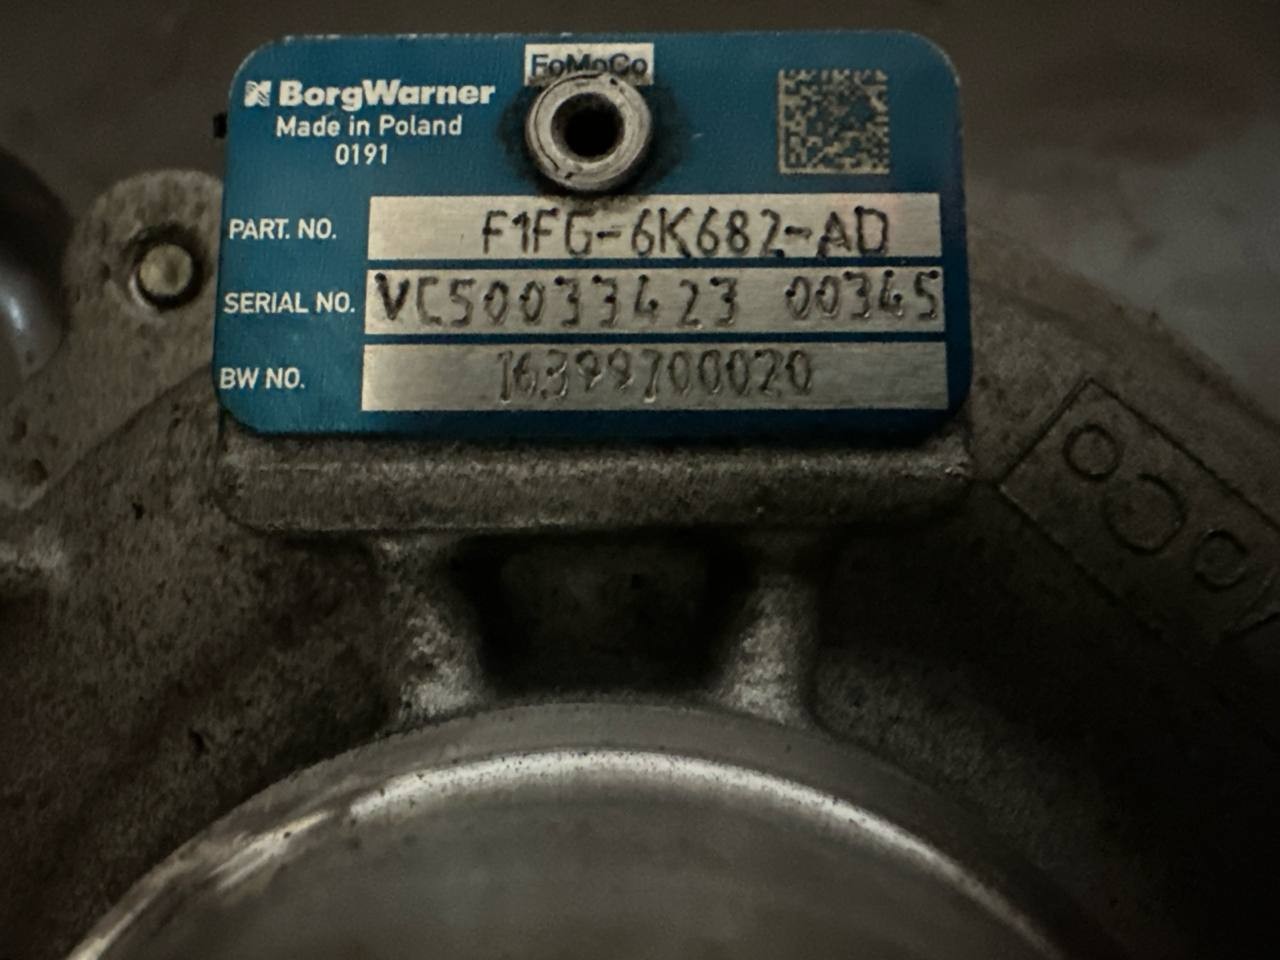 FoMoCo
BorgWarner
Made in Poland
0191
PART. NO. F1FG-6K682-AD
SERIAL NO. VC50033423 00345
BW NO. 16399700020